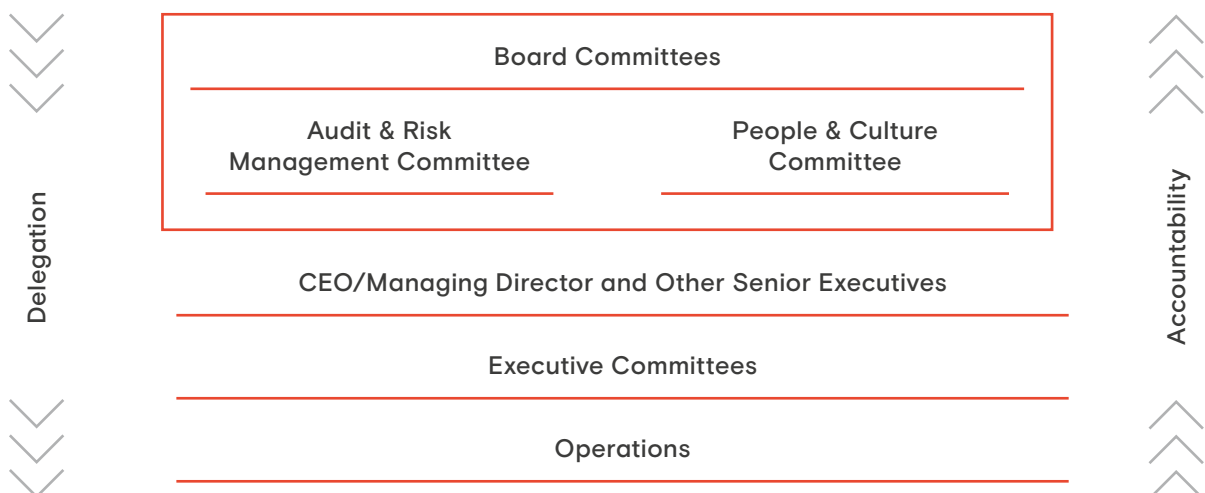 Board Committees
Audit & Risk
Management Committee
People & Culture
Committee
Delegation
Accountability
CEO/Managing Director and Other Senior Executives
Executive Committees
Operations